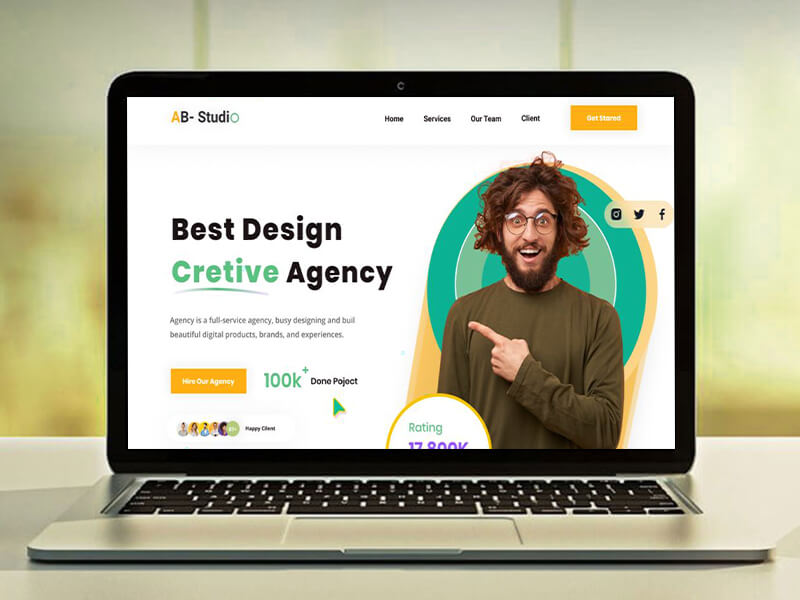 AB- Studio
Home Services Our Team Client Get Stared
Best Design
Cretive Agency
Agency is a full-service agency, busy designing and buil
beautiful digital products, brands, and experiences.
Hire Our Agency
100k+ Done Poject
Happy Client
Rating
17,800K